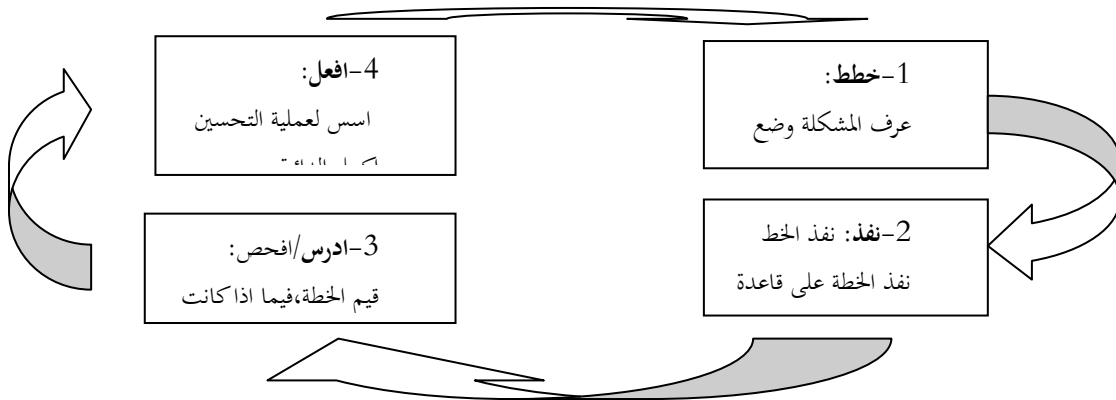 1-خطط:
عرف المشكلة وضع
2-نفذ: نفذ الخط
نفذ الخطة على قاعدة
3-ادرس/افحص:
قيم الخطة،فيما اذا كانت
4-افعل:
اسس لعملية التحسين